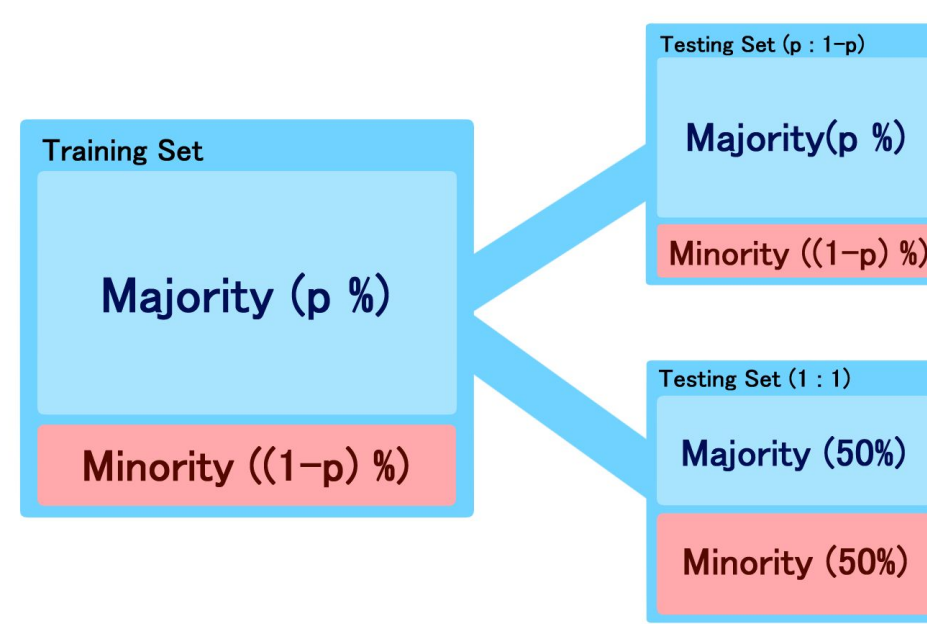 Training Set
Majority (p %)
Minority ((1-p) %)
Testing Set (p : 1-p)
Majority(p %)
Minority ((1-p) %)
Testing Set (1 : 1)
Majority (50%)
Minority (50%)